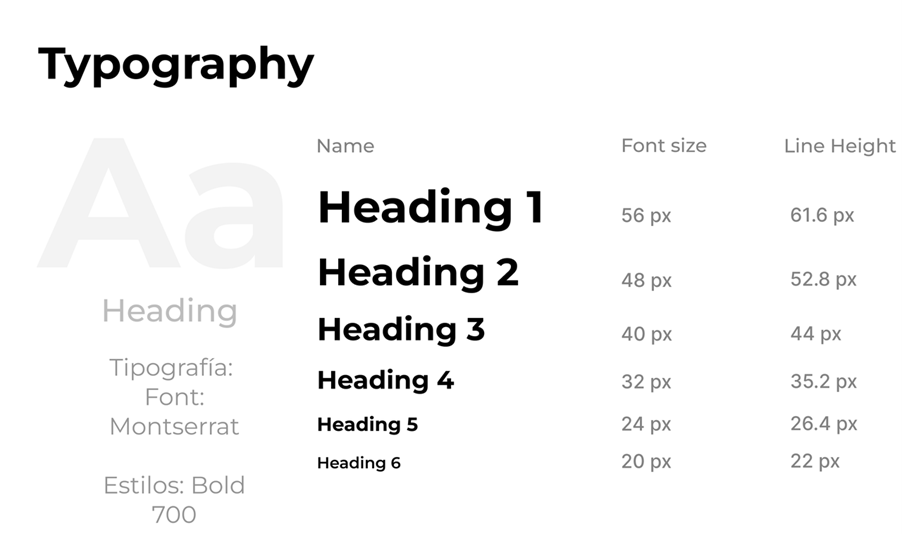 Typography
Aa
Heading
Tipografía:
Font:
Montserrat
Estilos: Bold
700
Name Font size Line Height
Heading 1 56 px 61.6 px
Heading 2 48 px 52.8 px
Heading 3 40 px 44 px
Heading 4 32 px 35.2 px
Heading 5 24 px 26.4 px
Heading 6 20 px 22 px